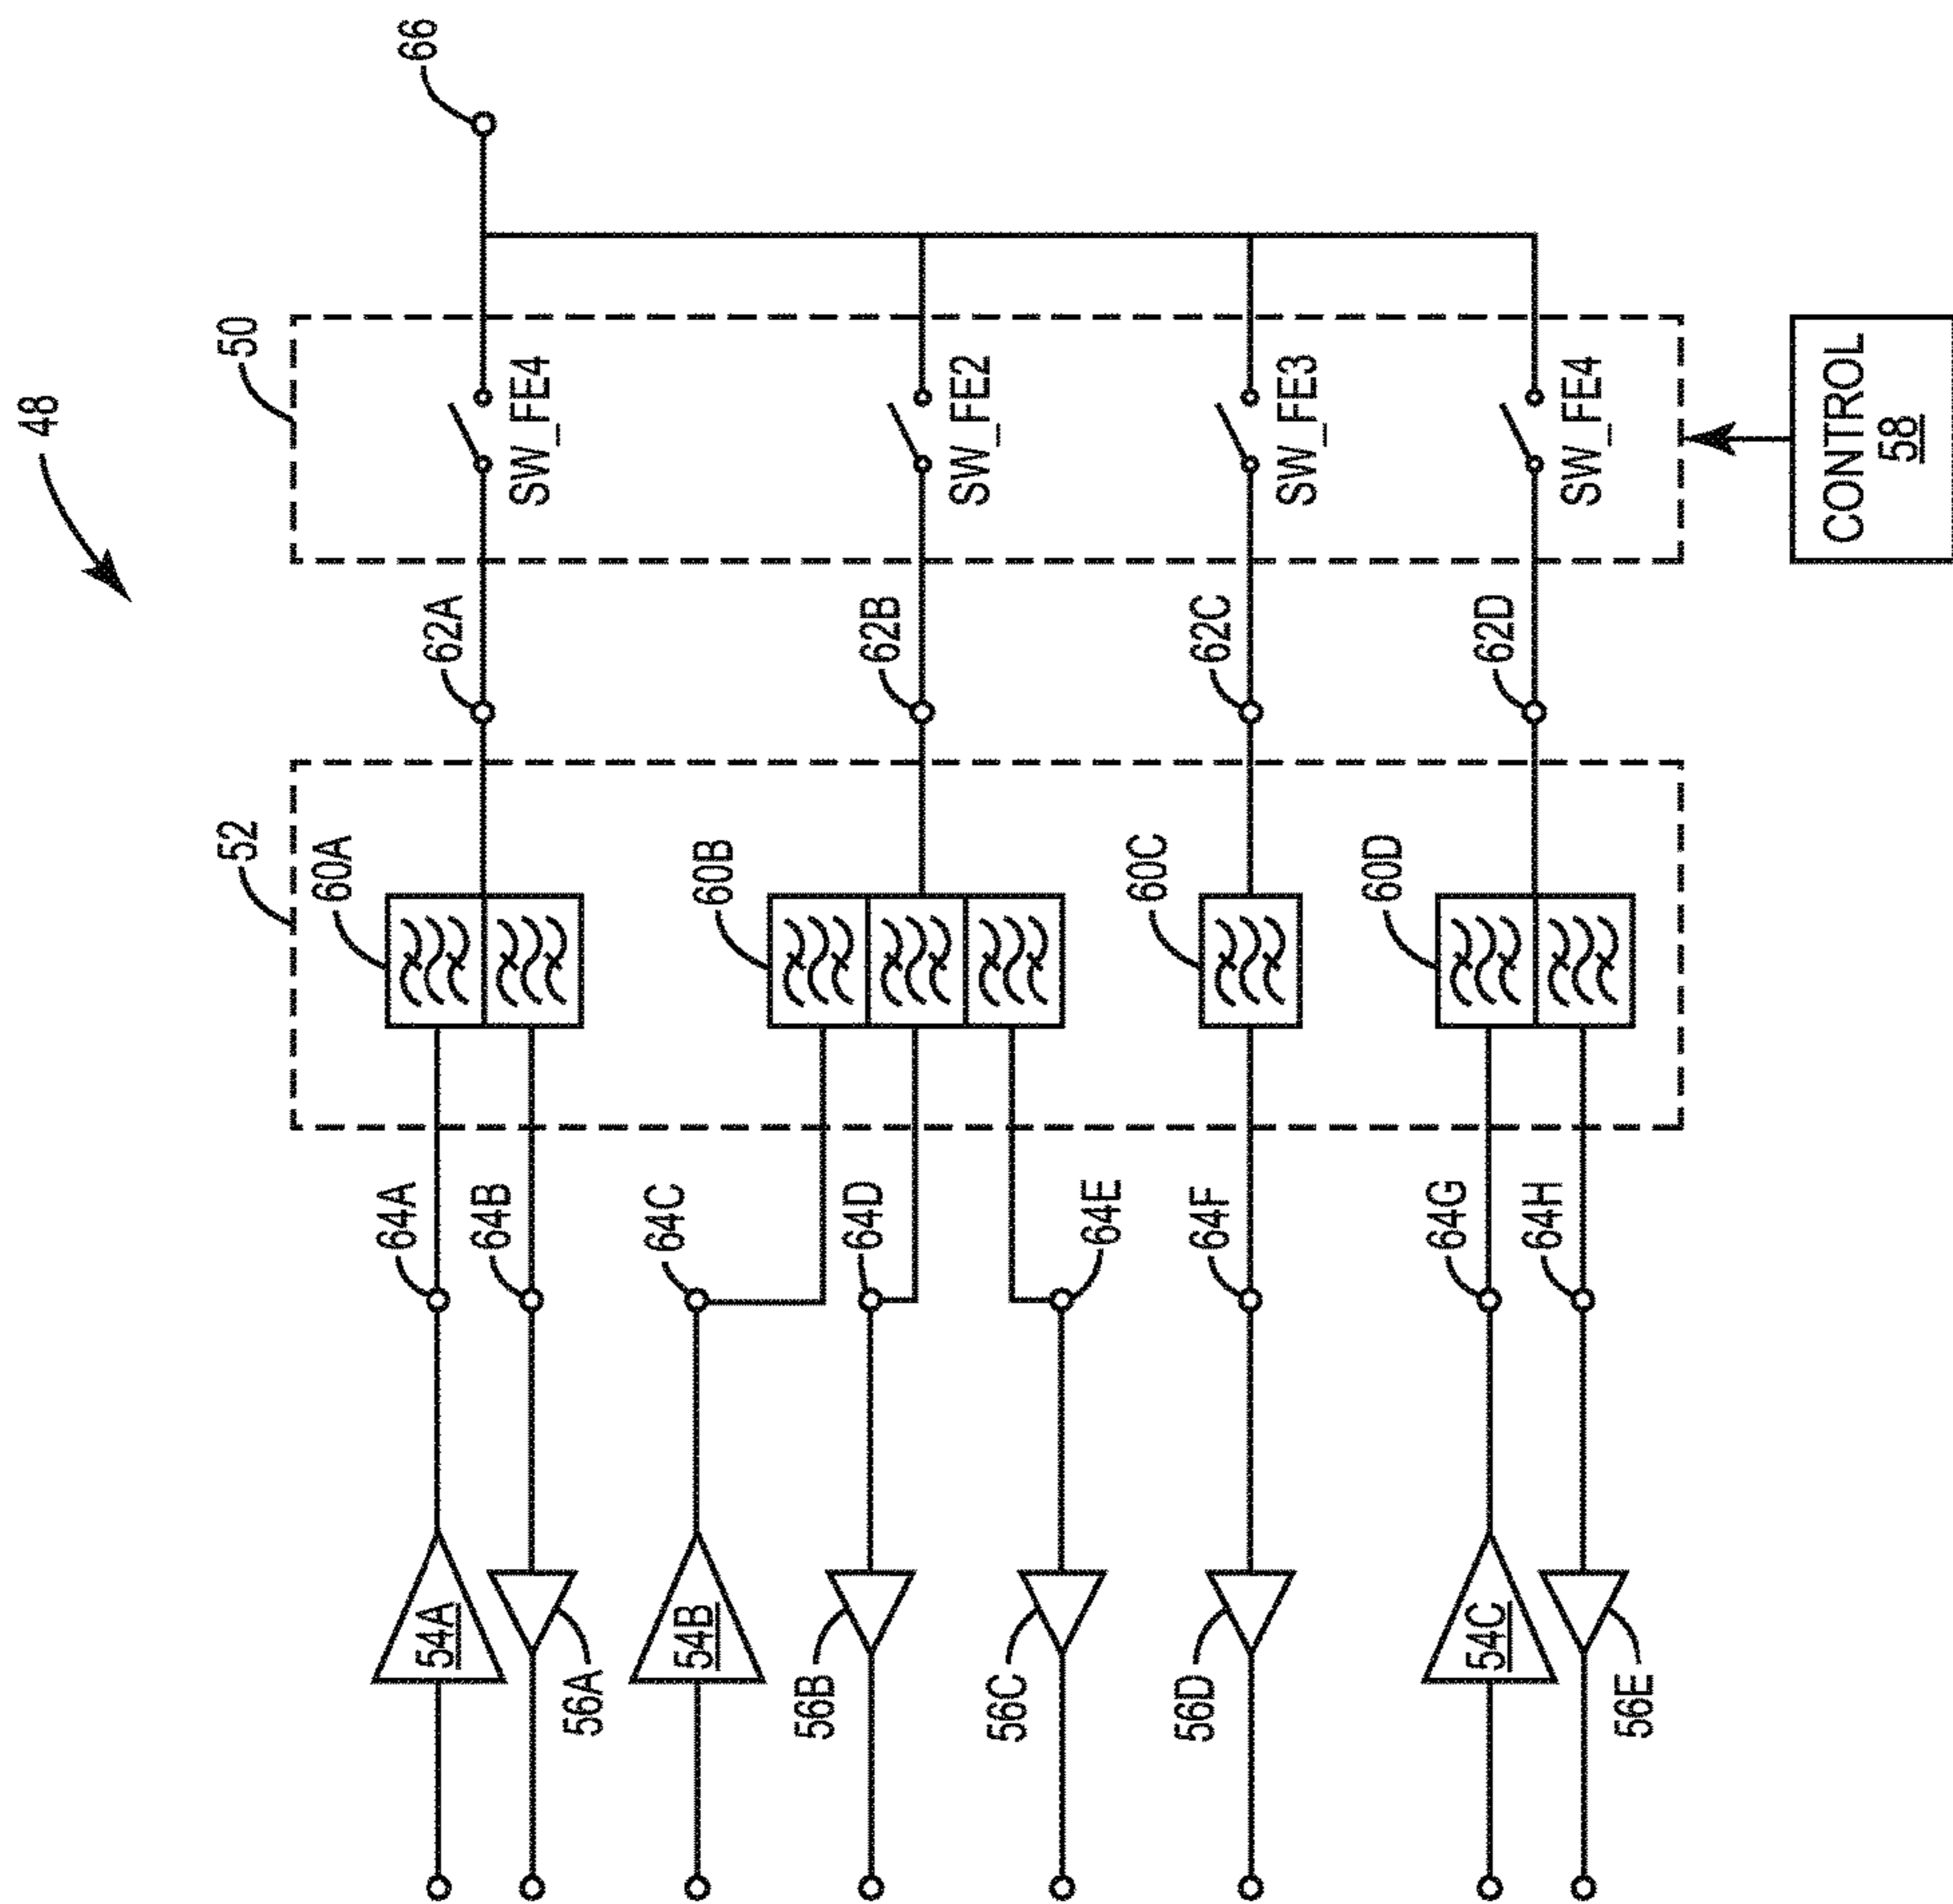 48
66
50
SW_FE4
SW_FE2
SW_FE3
SW_FE4
CONTROL
58
62A
62B
62C
62D
52
60A
60B
60C
60D
64A
64B
64C
64D
64E
64F
64G
64H
54A
56A
54B
56B
56C
56D
54C
56E